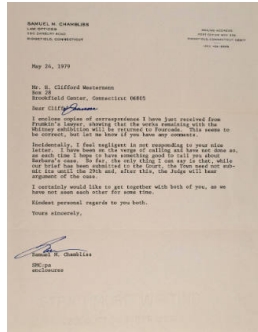 SAMUEL H. CHAMBLISS
LAW OFFICES
RIDGEFIELD, CONNECTICUT
MAILING ADDRESS
May 24, 1979
Mr. H. Clifford Westermann
Box 28
Brookfield Center, Connecticut 06805
Dear Cliff,
I enclose copies of correspondence I have just received from
Frumkin's lawyer, showing that the works remaining with the
Whitney exhibition will be returned to Fourcade. This seems to
be correct, but let me know if you have any comments.
Incidentally, I feel negligent in not responding to your nice
letter. I have been on the verge of calling and have not done so,
as each time I hope to have something good to tell you about
Barbara's case. So far, the only thing I can say is that, while
our brief has been submitted to the Court, the Town need not sub-
mit its until the 29th and, after this, the Judge will hear
argument of the case.
I certainly would like to get together with both of you, as we
have not seen each other for some time.
Kindest personal regards to you both.
Yours sincerely,
Samuel H. Chambliss
SHC:ps
enclosures